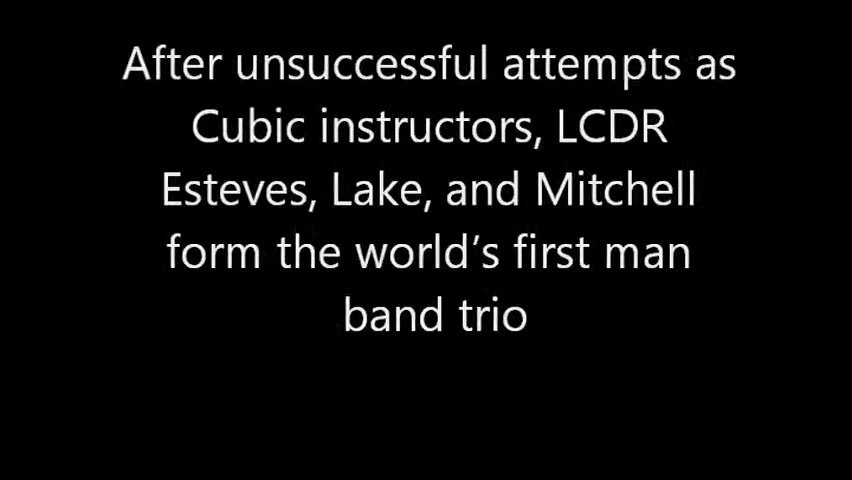 After unsuccessful attempts as
Cubic instructors, LCDR
Esteves, Lake, and Mitchell
form the world’s first man
band trio